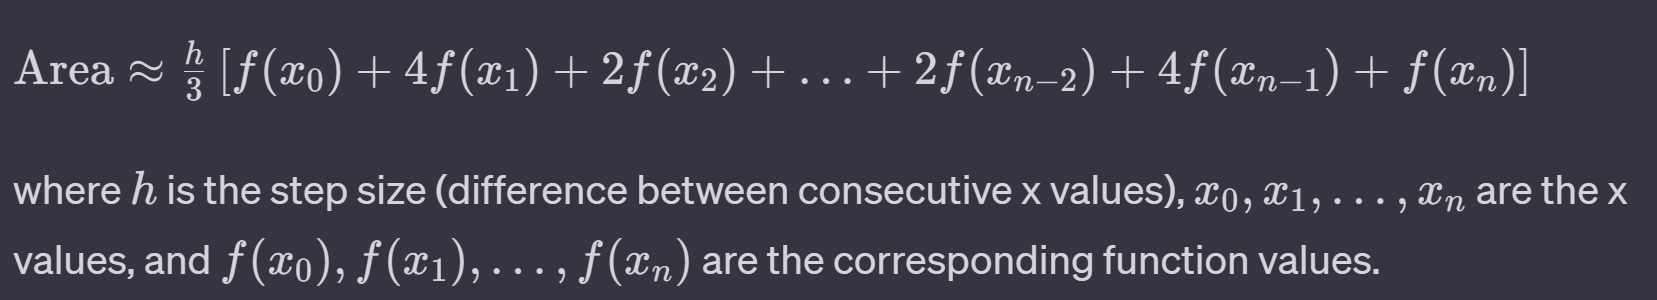 Area ≈ h/3 [f(x₀) + 4f(x₁) + 2f(x₂) + … + 2f(xₙ₋₂) + 4f(xₙ₋₁) + f(xₙ)]
where h is the step size (difference between consecutive x values), x₀, x₁, …, xₙ are the x
values, and f(x₀), f(x₁), …, f(xₙ) are the corresponding function values.